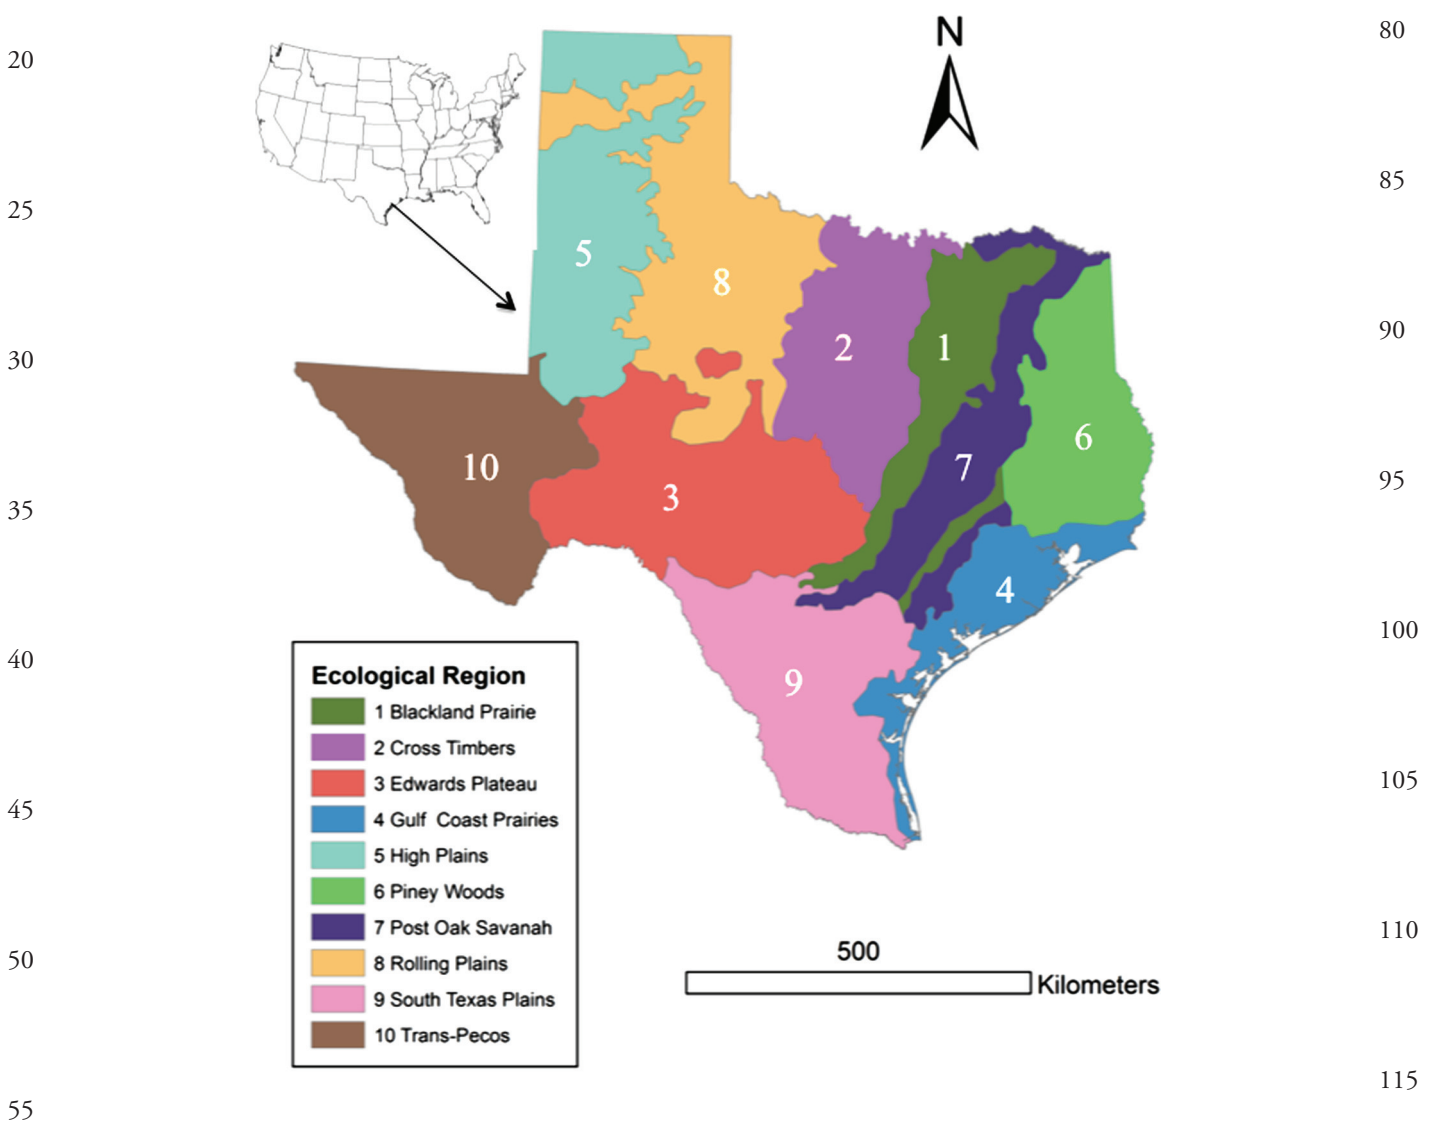 20
25
30
35
40
45
50
55
80
85
90
95
100
105
110
115
N
5
8
2
1
6
10
7
3
4
9
Ecological Region
1 Blackland Prairie
2 Cross Timbers
3 Edwards Plateau
4 Gulf Coast Prairies
5 High Plains
6 Piney Woods
7 Post Oak Savanah
8 Rolling Plains
9 South Texas Plains
10 Trans-Pecos
500
Kilometers